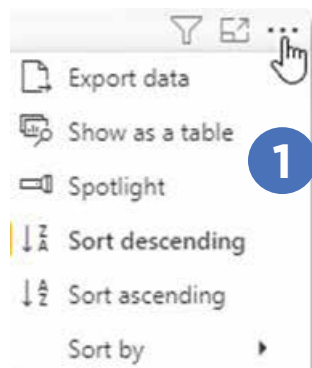 Export data
Show as a table
1
Spotlight
Sort descending
Sort ascending
Sort by